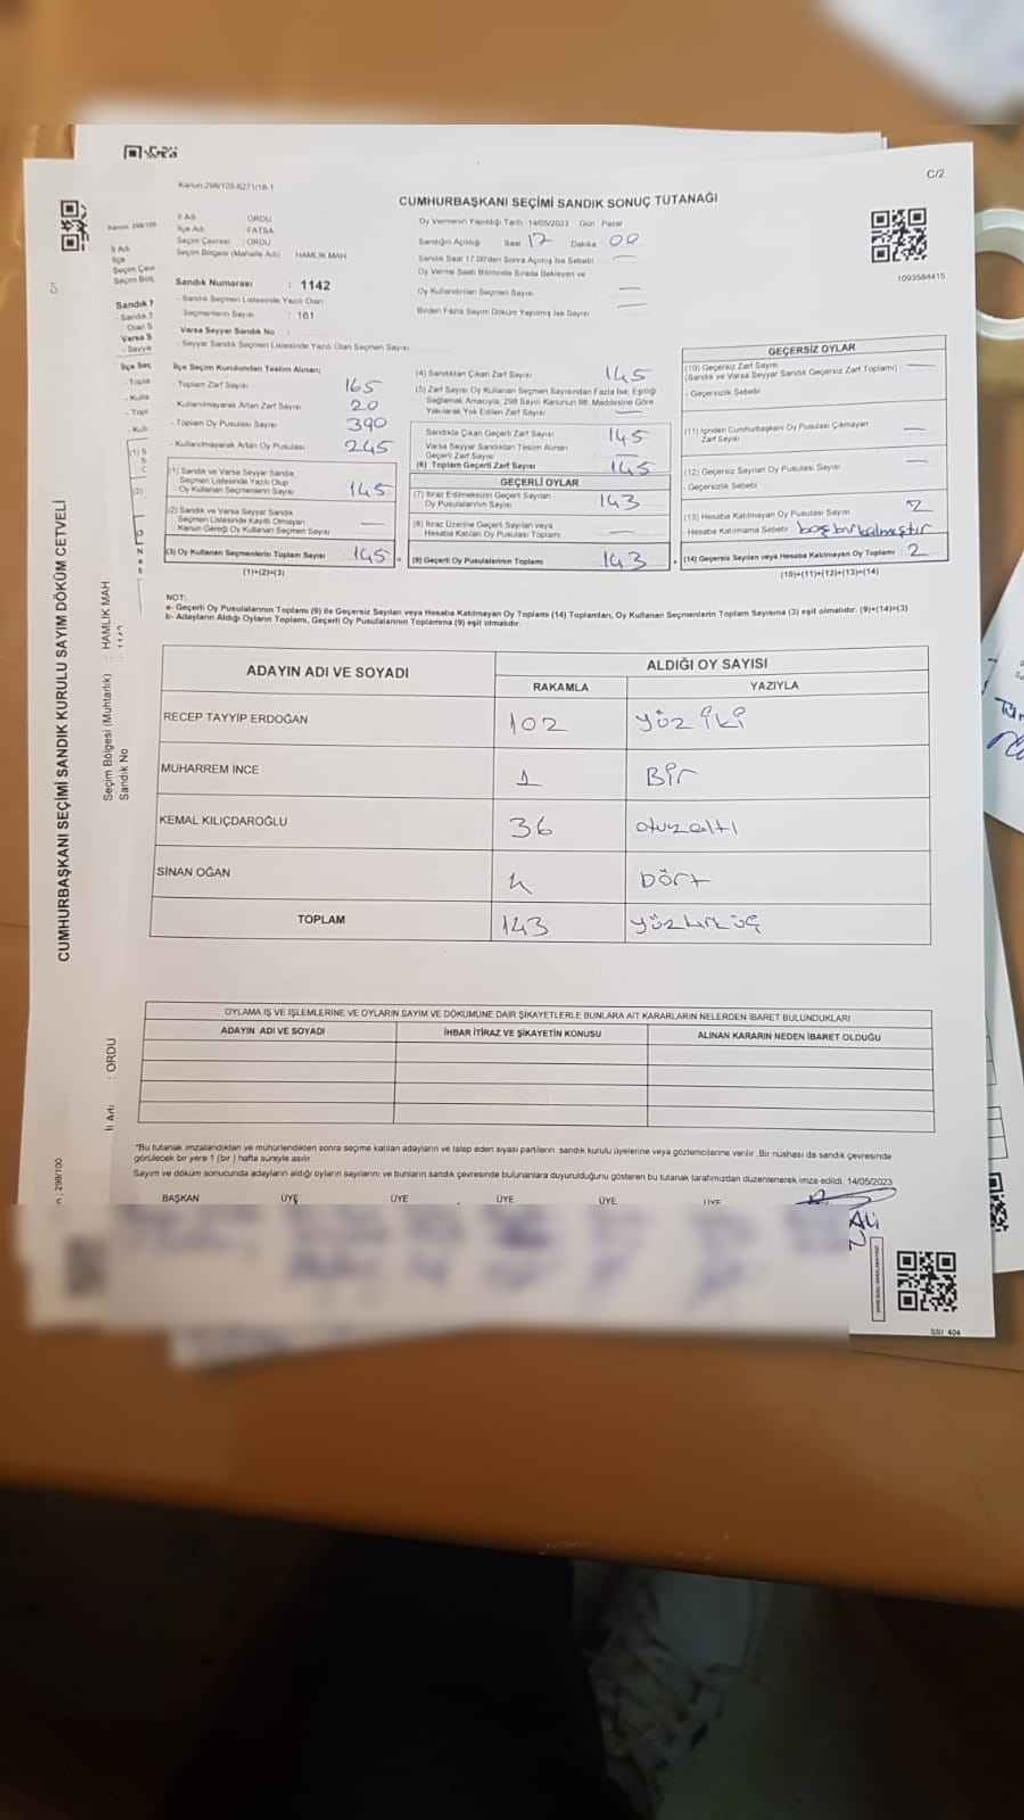 C/2
Kanun:298/105-6271/18-1
CUMHURBAŞKANI SEÇİMİ SANDIK SONUÇ TUTANAĞI
İl Adı ORDU
İlçe Adı FATSA
Seçim Çevresi : ORDU
Seçim Bölgesi (Mahalle Adı) : HAMLIK MAH
Sandık Numarası : 1142
Sandık Seçmen Listesinde Yazılı Olan
Seçmenlerin Sayısı : 161
Varsa Seyyar Sandık No :
- Seyyar Sandık Seçmen Listesinde Yazılı Olan Seçmen Sayısı
Oy Vermenin Yapıldığı Tarih : 14/05/2023 Gün : Pazar
Sandığın Açılışı Saat 17 Dakika 00
Sandık Saat 17.00'den Sonra Açılmış İse Sebebi
Oy Verme Saati Bitiminde Sırada Bekleyen ve
Oy Kullandırılan Seçmen Sayısı
Birden Fazla Sayım Döküm Yapılmış İse Sayısı
1093584415
İlçe Seçim Kurulundan Teslim Alınan;
- Toplam Zarf Sayısı 165
- Kullanılmayarak Artan Zarf Sayısı 20
- Toplam Oy Pusulası Sayısı 390
- Kullanılmayarak Artan Oy Pusulası 245
(1) Sandık ve Varsa Seyyar Sandık
Seçmen Listesinde Yazılı Olup
Oy Kullanan Seçmenlerin Sayısı 145
(2) Sandık ve Varsa Seyyar Sandık
Seçmen Listesinde Kayıtlı Olmayan
Kanun Gereği Oy Kullanan Seçmen Sayısı —
(3) Oy Kullanan Seçmenlerin Toplam Sayısı 145
(1)+(2)=(3)
(4) Sandıktan Çıkan Zarf Sayısı 145
(5) Zarf Sayısı Oy Kullanan Seçmen Sayısından Fazla İse, Eşitliği
Sağlamak Amacıyla, 298 Sayılı Kanunun 98. Maddesine Göre
Yakılarak Yok Edilen Zarf Sayısı —
Sandıkta Çıkan Geçerli Zarf Sayısı 145
Varsa Seyyar Sandıktan Teslim Alınan
Geçerli Zarf Sayısı —
(6) Toplam Geçerli Zarf Sayısı 145
GEÇERLİ OYLAR
(7) İtiraz Edilmeksizin Geçerli Sayılan
Oy Pusulalarının Sayısı 143
(8) İtiraz Üzerine Geçerli Sayılan veya
Hesaba Katılan Oy Pusulası Toplamı —
(9) Geçerli Oy Pusulalarının Toplamı 143
GEÇERSİZ OYLAR
(10) Geçersiz Zarf Sayısı
(Sandık ve Varsa Seyyar Sandık Geçersiz Zarf Toplamı) —
- Geçersizlik Sebebi
(11) İçinden Cumhurbaşkanı Oy Pusulası Çıkmayan
Zarf Sayısı —
(12) Geçersiz Sayılan Oy Pusulası Sayısı —
- Geçersizlik Sebebi
(13) Hesaba Katılmayan Oy Pusulası Sayısı 2
Hesaba Katılmama Sebebi
(14) Geçersiz Sayılan veya Hesaba Katılmayan Oy Toplamı 2
(10)+(11)+(12)+(13)=(14)
NOT:
a- Geçerli Oy Pusulalarının Toplamı (9) ile Geçersiz Sayılan veya Hesaba Katılmayan Oy Toplamı (14) Toplamları, Oy Kullanan Seçmenlerin Toplam Sayısına (3) eşit olmalıdır. (9)+(14)=(3)
b- Adayların Aldığı Oyların Toplamı, Geçerli Oy Pusulalarının Toplamına (9) eşit olmalıdır.
ADAYIN ADI VE SOYADI ALDIĞI OY SAYISI
RAKAMLA YAZIYLA
RECEP TAYYİP ERDOĞAN 102 yüz iki
MUHARREM İNCE 1 Bir
KEMAL KILIÇDAROĞLU 36 otuzaltı
SİNAN OĞAN 4 Dört
TOPLAM 143 yüzkırküç
OYLAMA İŞ VE İŞLEMLERİNE VE OYLARIN SAYIM VE DÖKÜMÜNE DAİR ŞİKAYETLERLE BUNLARA AİT KARARLARIN NELERDEN İBARET BULUNDUKLARI
ADAYIN ADI VE SOYADI İHBAR İTİRAZ VE ŞİKAYETİN KONUSU ALINAN KARARIN NEDEN İBARET OLDUĞU
*Bu tutanak imzalandıktan ve mühürlendikten sonra seçime katılan adayların ve talep eden siyasi partilerin sandık kurulu üyelerine veya gözlemcilerine verilir. Bir nüshası da sandık çevresinde
görülecek bir yere 1 (bir) hafta süreyle asılır.
Sayım ve döküm sonucunda adayların aldığı oyların sayılarını ve bunların sandık çevresinde bulunanlara duyurulduğunu gösteren bu tutanak tarafımızdan düzenlenerek imza edildi. 14/05/2023
BAŞKAN ÜYE ÜYE ÜYE ÜYE ÜYE
ALİ
SSI 404
CUMHURBAŞKANI SEÇİMİ SANDIK KURULU SAYIM DÖKÜM CETVELİ
Seçim Bölgesi (Muhtarlık) : HAMLIK MAH
Sandık No
İl Adı : ORDU